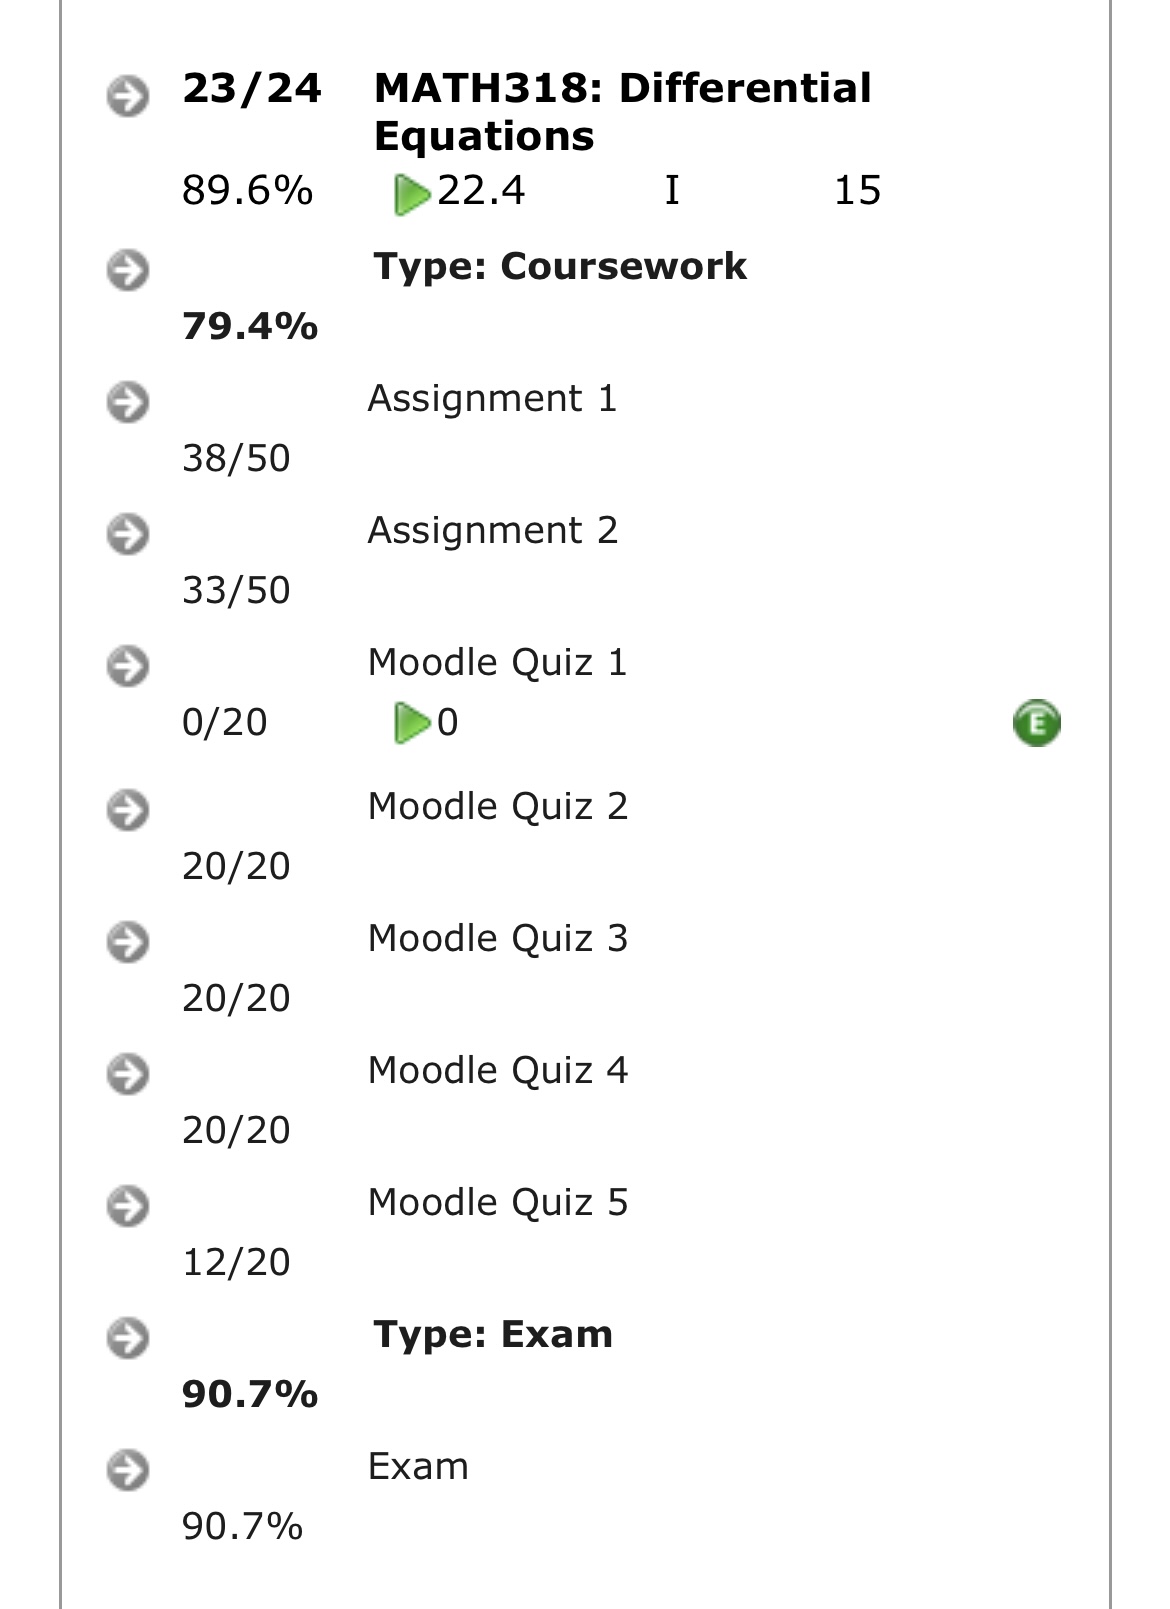 23/24 MATH318: Differential
Equations
89.6% 22.4 I 15
Type: Coursework
79.4%
Assignment 1
38/50
Assignment 2
33/50
Moodle Quiz 1
0/20 0 E
Moodle Quiz 2
20/20
Moodle Quiz 3
20/20
Moodle Quiz 4
20/20
Moodle Quiz 5
12/20
Type: Exam
90.7%
Exam
90.7%